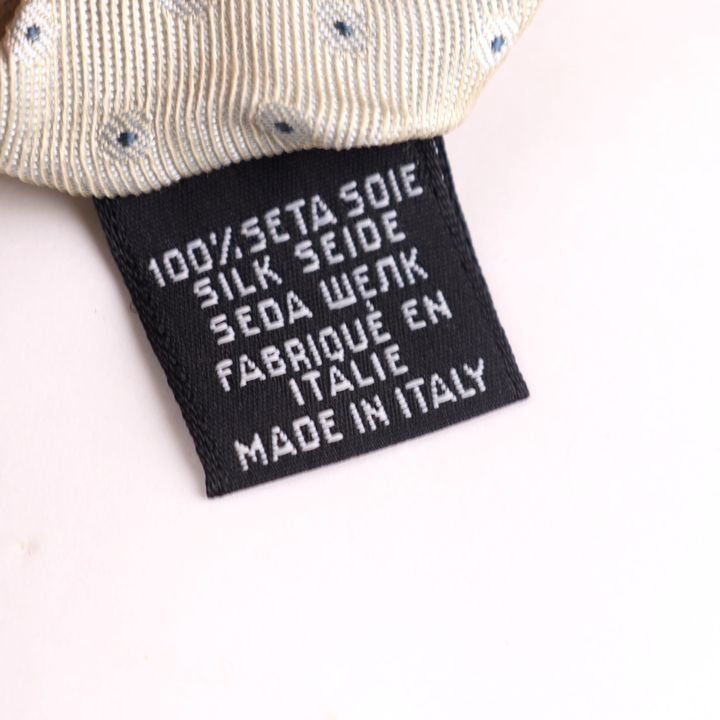 100% SETA SOIE
SILK SEIDE
SEDA ШЕЛК
FABRIQUÉ EN
ITALIE
MADE IN ITALY